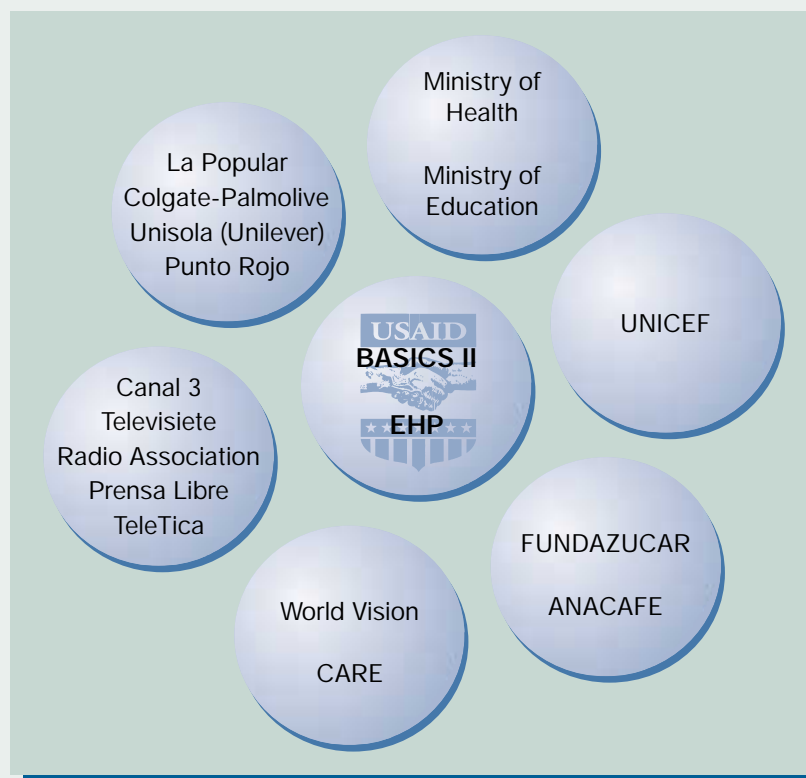 Ministry of
Health
Ministry of
Education
La Popular
Colgate-Palmolive
Unisola (Unilever)
Punto Rojo
UNICEF
USAID
BASICS II
EHP
Canal 3
Televisiete
Radio Association
Prensa Libre
TeleTica
FUNDAZUCAR
ANACAFE
World Vision
CARE